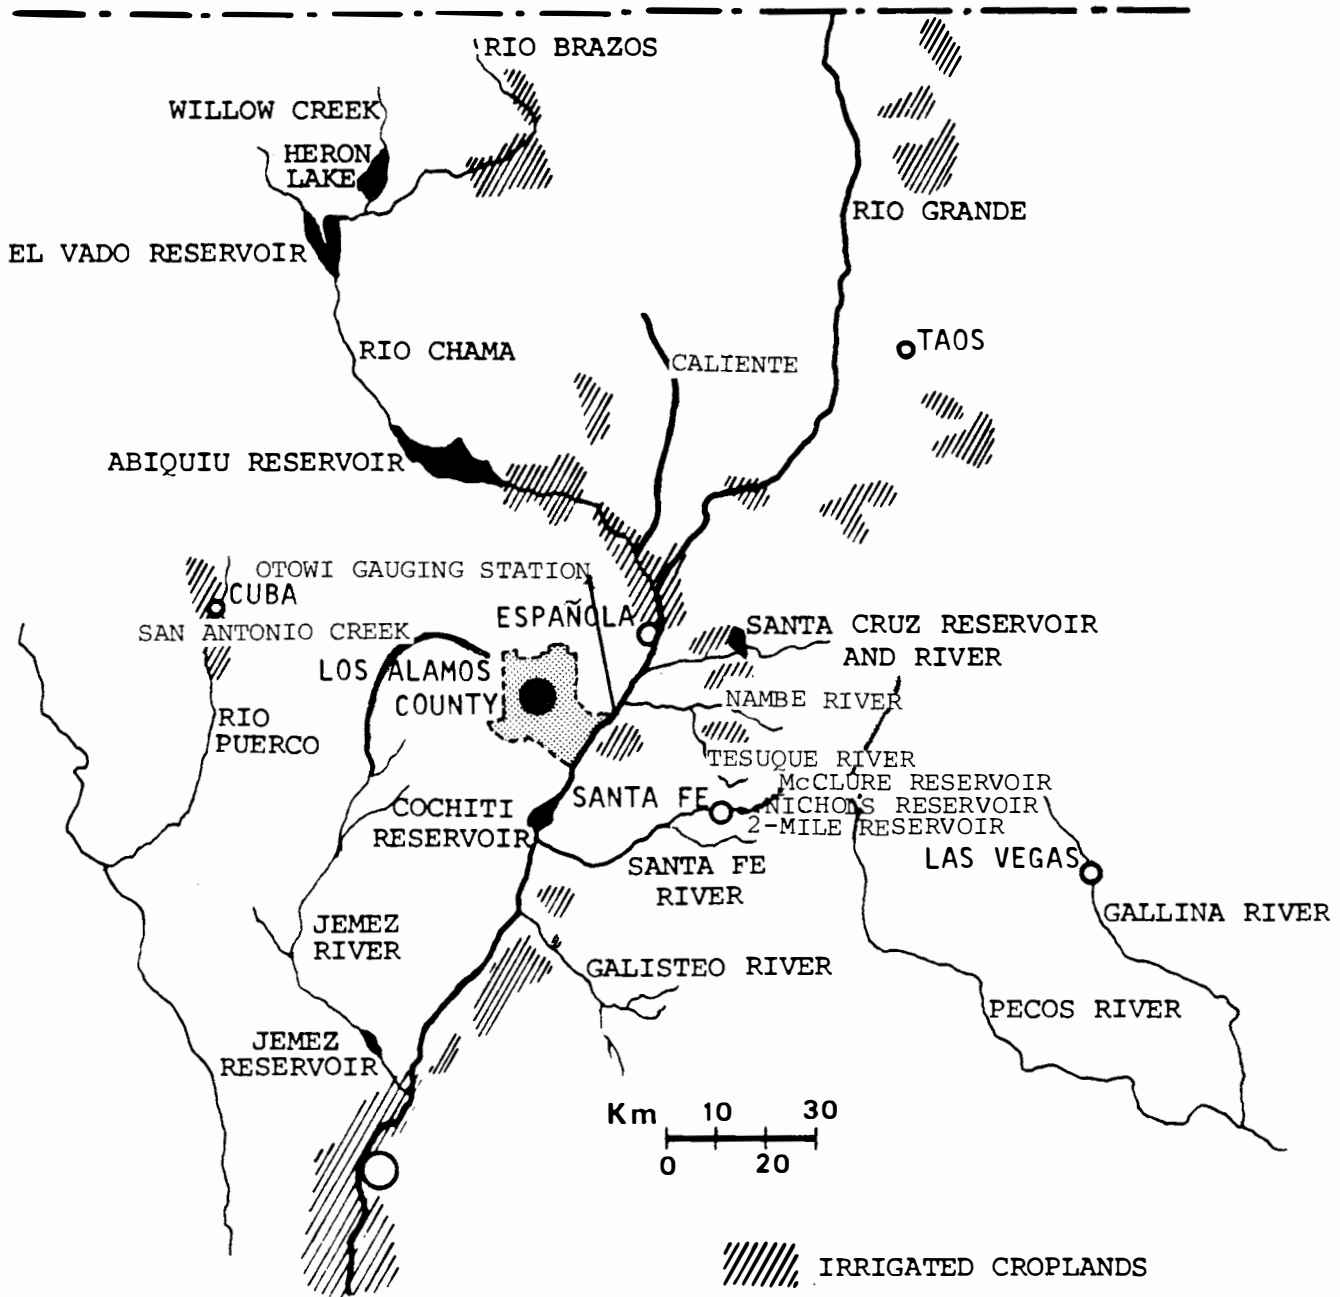 RIO BRAZOS
WILLOW CREEK
HERON
LAKE
RIO GRANDE
EL VADO RESERVOIR
TAOS
RIO CHAMA
CALIENTE
ABIQUIU RESERVOIR
OTOWI GAUGING STATION
CUBA
ESPAÑOLA
SAN ANTONIO CREEK
SANTA CRUZ RESERVOIR
AND RIVER
LOS ALAMOS
COUNTY
NAMBE RIVER
RIO
PUERCO
TESUQUE RIVER
McCLURE RESERVOIR
SANTA FE
NICHOLS RESERVOIR
2-MILE RESERVOIR
COCHITI
RESERVOIR
LAS VEGAS
SANTA FE
RIVER
GALLINA RIVER
JEMEZ
RIVER
GALISTEO RIVER
PECOS RIVER
JEMEZ
RESERVOIR
Km 10 30
0 20
IRRIGATED CROPLANDS